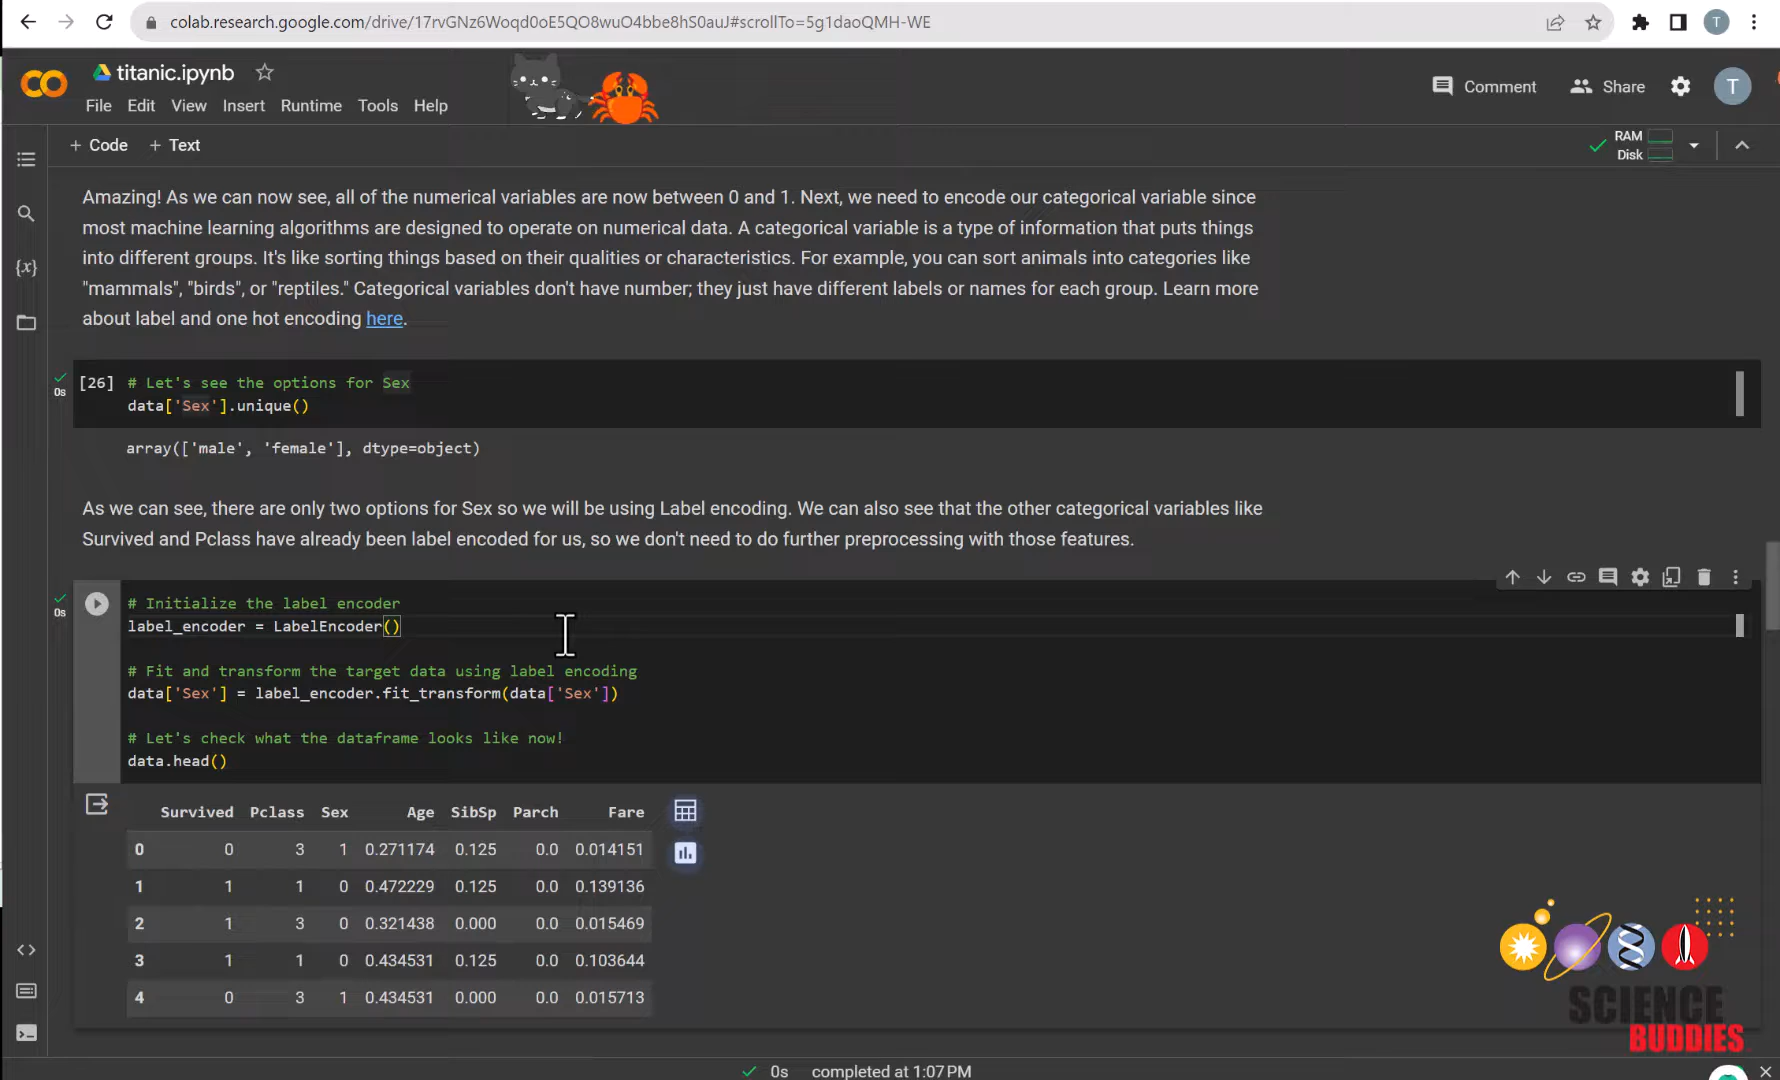 colab.research.google.com/drive/17rvGNz6Woqd0oE5QO8wuO4bbe8hS0auJ#scrollTo=5g1daoQMH-WE
T
titanic.ipynb
File Edit View Insert Runtime Tools Help
Comment Share T
+ Code + Text
RAM
Disk
Amazing! As we can now see, all of the numerical variables are now between 0 and 1. Next, we need to encode our categorical variable since
most machine learning algorithms are designed to operate on numerical data. A categorical variable is a type of information that puts things
into different groups. It's like sorting things based on their qualities or characteristics. For example, you can sort animals into categories like
"mammals", "birds", or "reptiles." Categorical variables don't have number; they just have different labels or names for each group. Learn more
about label and one hot encoding here.
{x}
0s
[26] # Let's see the options for Sex
data['Sex'].unique()
array(['male', 'female'], dtype=object)
As we can see, there are only two options for Sex so we will be using Label encoding. We can also see that the other categorical variables like
Survived and Pclass have already been label encoded for us, so we don't need to do further preprocessing with those features.
0s
# Initialize the label encoder
label_encoder = LabelEncoder()
# Fit and transform the target data using label encoding
data['Sex'] = label_encoder.fit_transform(data['Sex'])
# Let's check what the dataframe looks like now!
data.head()
Survived Pclass Sex Age SibSp Parch Fare
0 0 3 1 0.271174 0.125 0.0 0.014151
1 1 1 0 0.472229 0.125 0.0 0.139136
2 1 3 0 0.321438 0.000 0.0 0.015469
3 1 1 0 0.434531 0.125 0.0 0.103644
4 0 3 1 0.434531 0.000 0.0 0.015713
SCIENCE
BUDDIES
0s completed at 1:07 PM